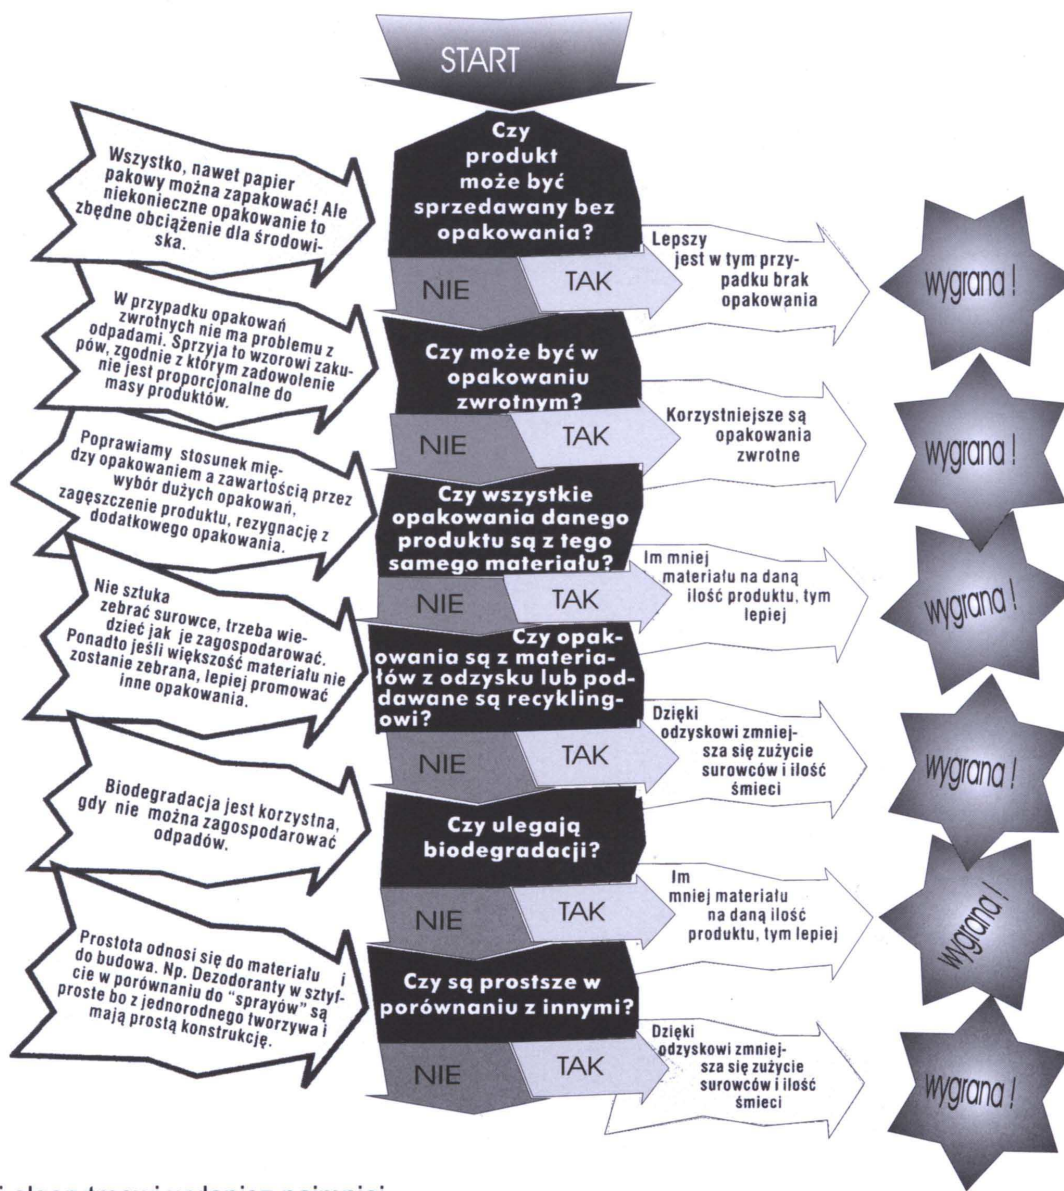 START
Wszystko, nawet papier
pakowy można zapakować! Ale
niekonieczne opakowanie to
zbędne obciążenie dla środowi-
ska.
Czy
produkt
może być
sprzedawany bez
opakowania?
NIE
TAK
Lepszy
jest w tym przy-
padku brak
opakowania
wygrana !
W przypadku opakowań
zwrotnych nie ma problemu z
odpadami. Sprzyja to wzorowi zaku-
pów, zgodnie z którym zadowolenie
nie jest proporcjonalne do
masy produktów.
Czy może być w
opakowaniu
zwrotnym?
NIE
TAK
Korzystniejsze są
opakowania
zwrotne
wygrana !
Poprawiamy stosunek mię-
dzy opakowaniem a zawartością przez
wybór dużych opakowań,
zagęszczenie produktu, rezygnację z
dodatkowego opakowania.
Czy wszystkie
opakowania danego
produktu są z tego
samego materiału?
NIE
TAK
Im mniej
materiału na daną
ilość produktu, tym
lepiej
wygrana !
Nie sztuka
zebrać surowce, trzeba wie-
dzieć jak je zagospodarować.
Ponadto jeśli większość materiału nie
zostanie zebrana, lepiej promować
inne opakowania.
Czy opak-
owania są z materia-
łów z odzysku lub pod-
dawane są recykling-
owi?
NIE
TAK
Dzięki
odzyskowi zmniej-
sza się zużycie
surowców i ilość
śmieci
wygrana !
Biodegradacja jest korzystna,
gdy nie można zagospodarować
odpadów.
Czy ulegają
biodegradacji?
NIE
TAK
Im
mniej materiału
na daną ilość
produktu, tym lepiej
wygrana !
Prostota odnosi się do materiału i
do budowa. Np. Dezodoranty w sztyf-
cie w porównaniu do "sprayów" są
proste bo z jednorodnego tworzywa i
mają prostą konstrukcję.
Czy są prostsze w
porównaniu z innymi?
NIE
TAK
Dzięki
odzyskowi zmniej-
sza się zużycie
surowców i ilość
śmieci
wygrana !